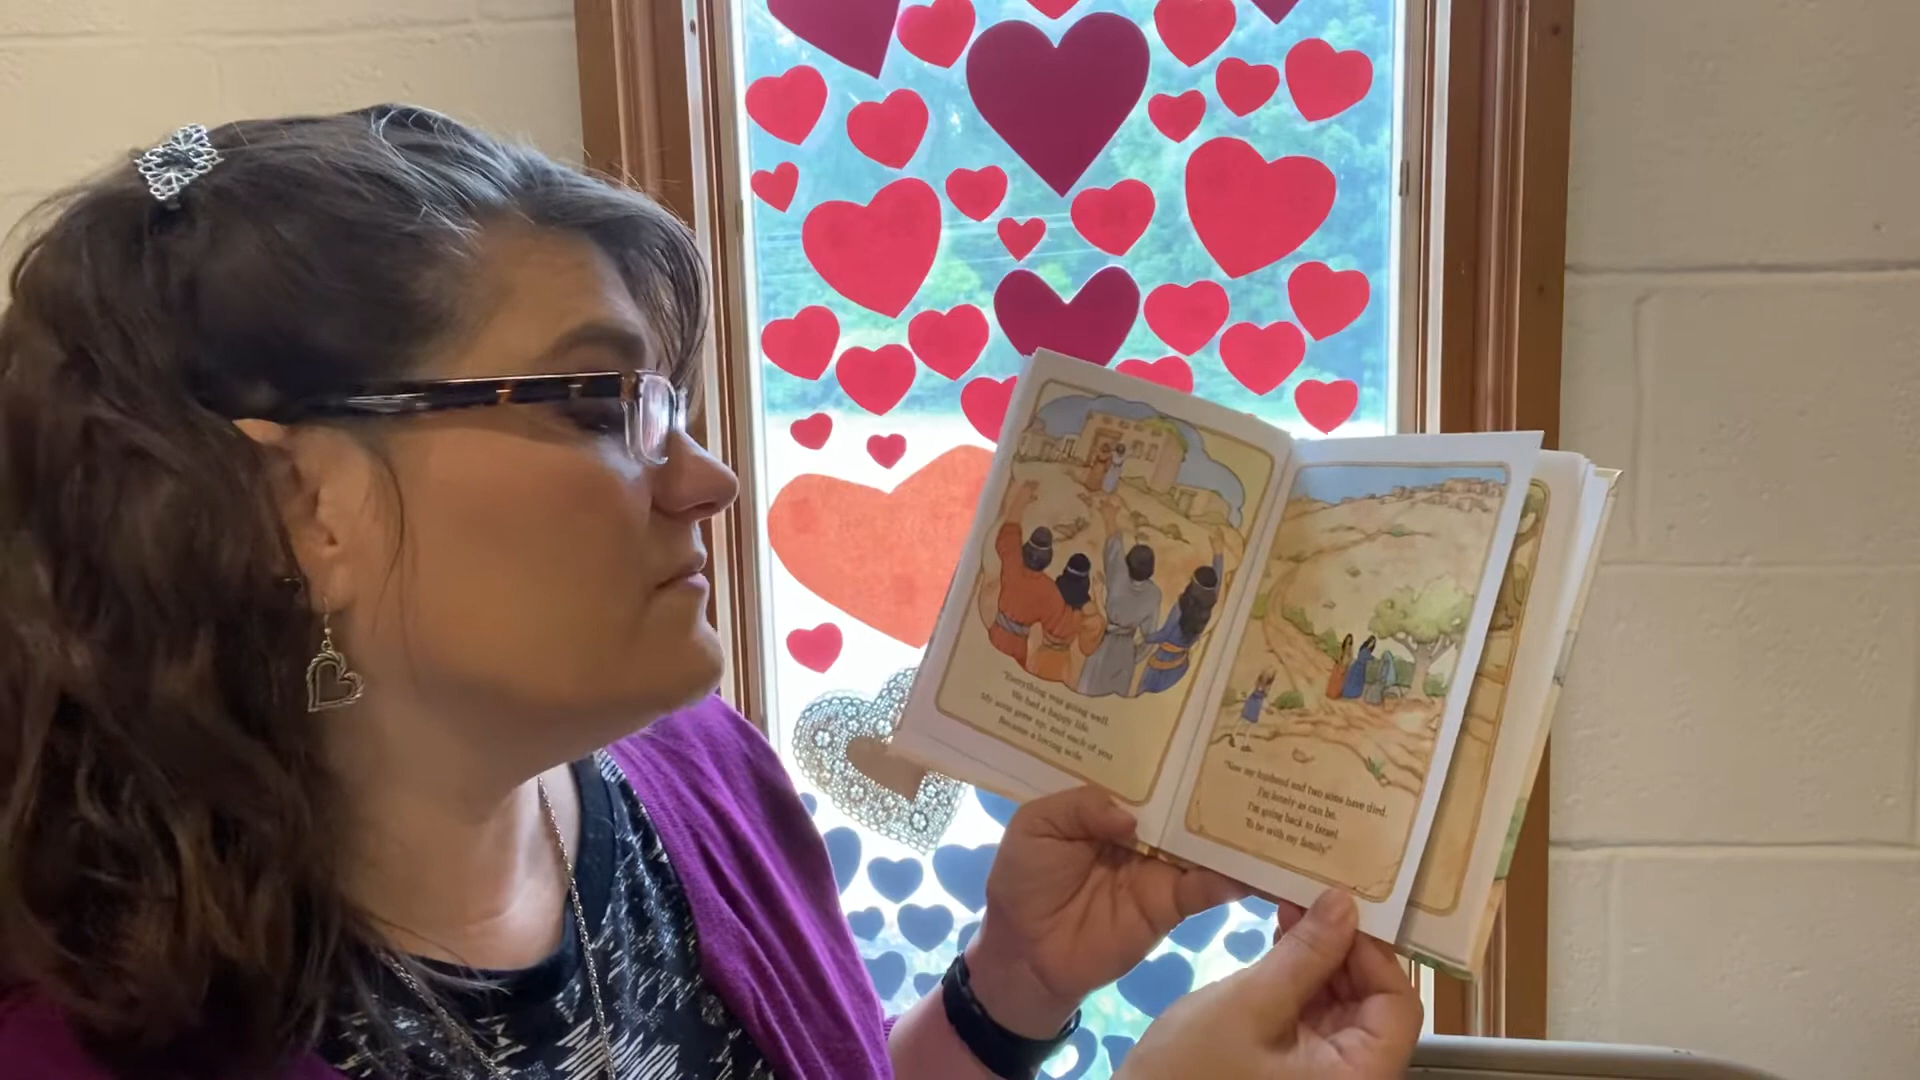 "Everything was going well.
We had a happy life.
My sons grew up, and each of you
Became a loving wife.
"Now my husband and two sons have died.
I'm lonely as can be.
I'm going back to Israel
To be with my family."